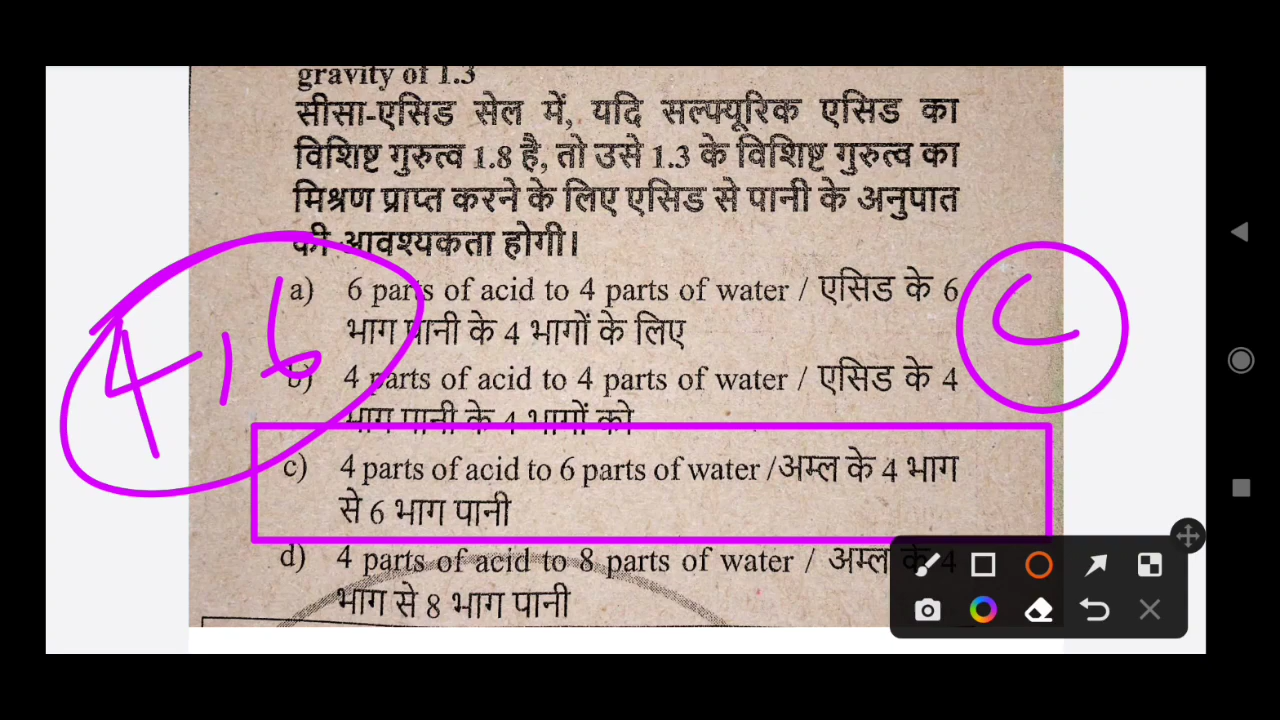 gravity of 1.3
सीसा-एसिड सेल में, यदि सल्फ्यूरिक एसिड का
विशिष्ट गुरुत्व 1.8 है, तो उसे 1.3 के विशिष्ट गुरुत्व का
मिश्रण प्राप्त करने के लिए एसिड से पानी के अनुपात
की आवश्यकता होगी।
a) 6 parts of acid to 4 parts of water / एसिड के 6
भाग पानी के 4 भागों के लिए
b) 4 parts of acid to 4 parts of water / एसिड के 4
भाग पानी के 4 भागों को
c) 4 parts of acid to 6 parts of water /अम्ल के 4 भाग
से 6 भाग पानी
d) 4 parts of acid to 8 parts of water / अम्ल के 4
भाग से 8 भाग पानी
4 1 6
C